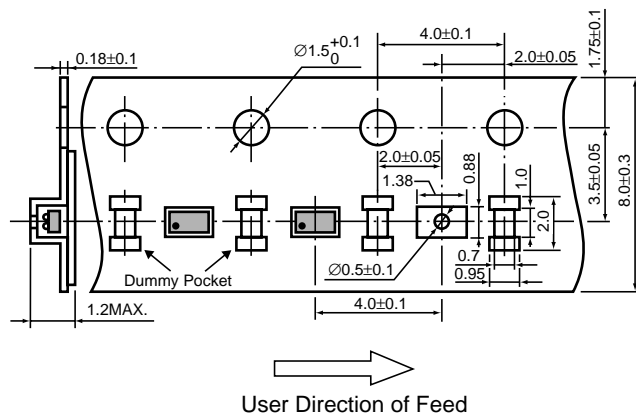 4.0±0.1
1.75±0.1
Ø1.5 +0.1 0
0.18±0.1
2.0±0.05
2.0±0.05
0.88
1.38
1.0
2.0
3.5±0.05
8.0±0.3
Dummy Pocket
Ø0.5±0.1
0.7
0.95
1.2MAX.
4.0±0.1
User Direction of Feed